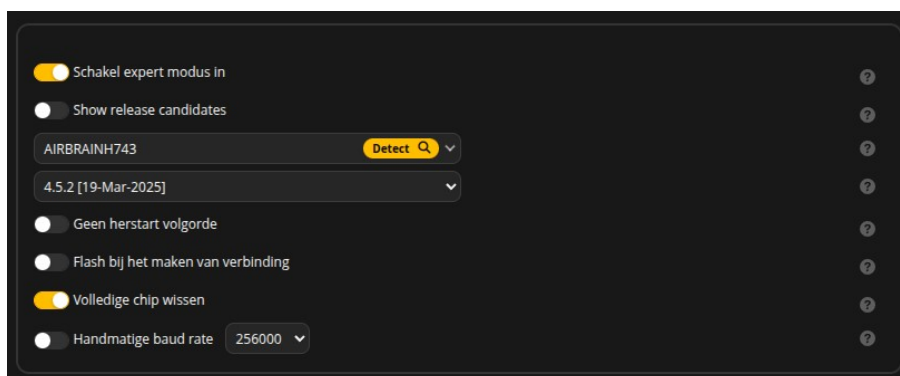 Schakel expert modus in
Show release candidates
AIRBRAINH743 Detect
4.5.2 [19-Mar-2025]
Geen herstart volgorde
Flash bij het maken van verbinding
Volledige chip wissen
Handmatige baud rate 256000